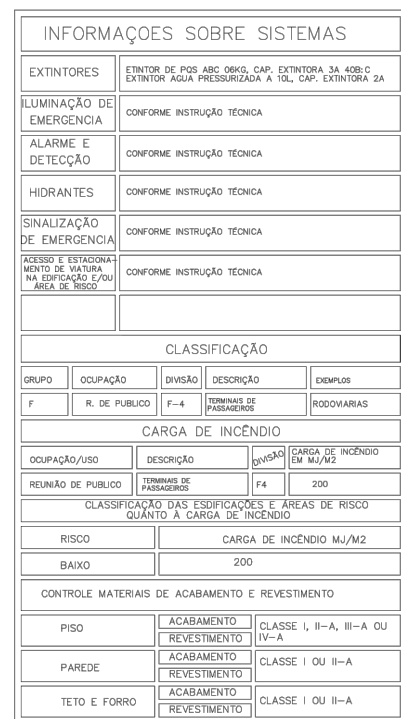 INFORMAÇOES SOBRE SISTEMAS
EXTINTORES
ETINTOR DE PQS ABC 06KG, CAP. EXTINTORA 3A 40B:C
EXTINTOR AGUA PRESSURIZADA A 10L, CAP. EXTINTORA 2A
ILUMINAÇÃO DE
EMERGENCIA
CONFORME INSTRUÇÃO TÉCNICA
ALARME E
DETECÇÃO
CONFORME INSTRUÇÃO TÉCNICA
HIDRANTES
CONFORME INSTRUÇÃO TÉCNICA
SINALIZAÇÃO
DE EMERGENCIA
CONFORME INSTRUÇÃO TÉCNICA
ACESSO E ESTACIONA-
MENTO DE VIATURA
NA EDIFICAÇÃO E/OU
ÁREA DE RISCO
CONFORME INSTRUÇÃO TÉCNICA
CLASSIFICAÇÃO
GRUPO OCUPAÇÃO DIVISÃO DESCRIÇÃO EXEMPLOS
F R. DE PUBLICO F-4 TERMINAIS DE
PASSAGEIROS RODOVIARIAS
CARGA DE INCÊNDIO
OCUPAÇÃO/USO DESCRIÇÃO DIVISÃO CARGA DE INCÊNDIO
EM MJ/M2
REUNIÃO DE PUBLICO TERMINAIS DE
PASSAGEIROS F4 200
CLASSIFICAÇÃO DAS ESDIFICAÇÕES E ÁREAS DE RISCO
QUANTO À CARGA DE INCÊNDIO
RISCO CARGA DE INCÊNDIO MJ/M2
BAIXO 200
CONTROLE MATERIAIS DE ACABAMENTO E REVESTIMENTO
PISO
ACABAMENTO
REVESTIMENTO
CLASSE I, II-A, III-A OU
IV-A
PAREDE
ACABAMENTO
REVESTIMENTO
CLASSE I OU II-A
TETO E FORRO
ACABAMENTO
REVESTIMENTO
CLASSE I OU II-A